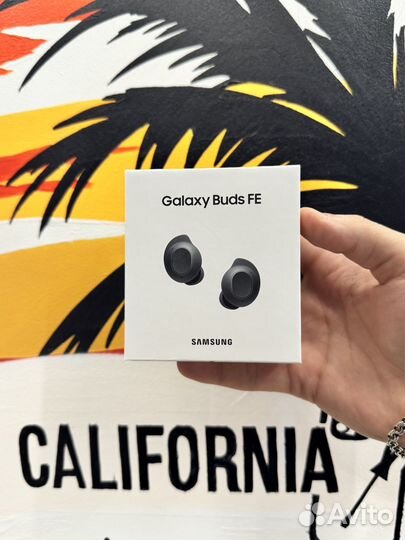 Galaxy Buds FE
SAMSUNG
CALIFORNIA
Avito